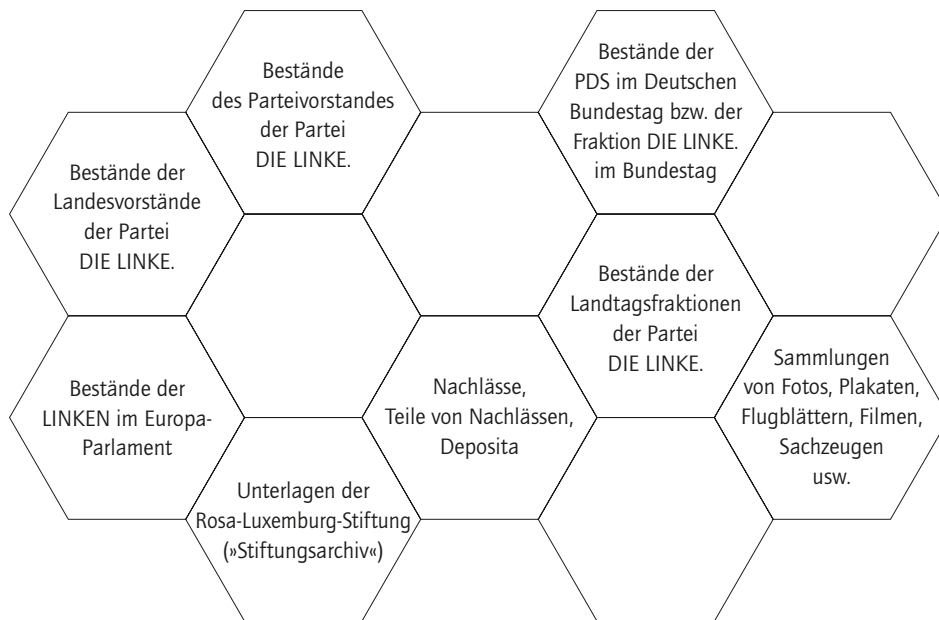 Bestände
des Parteivorstandes
der Partei
DIE LINKE.
Bestände der
PDS im Deutschen
Bundestag bzw. der
Fraktion DIE LINKE.
im Bundestag
Bestände der
Landesvorstände
der Partei
DIE LINKE.
Bestände der
Landtagsfraktionen
der Partei
DIE LINKE.
Bestände der
LINKEN im Europa-
Parlament
Nachlässe,
Teile von Nachlässen,
Deposita
Sammlungen
von Fotos, Plakaten,
Flugblättern, Filmen,
Sachzeugen
usw.
Unterlagen der
Rosa-Luxemburg-Stiftung
(»Stiftungsarchiv«)